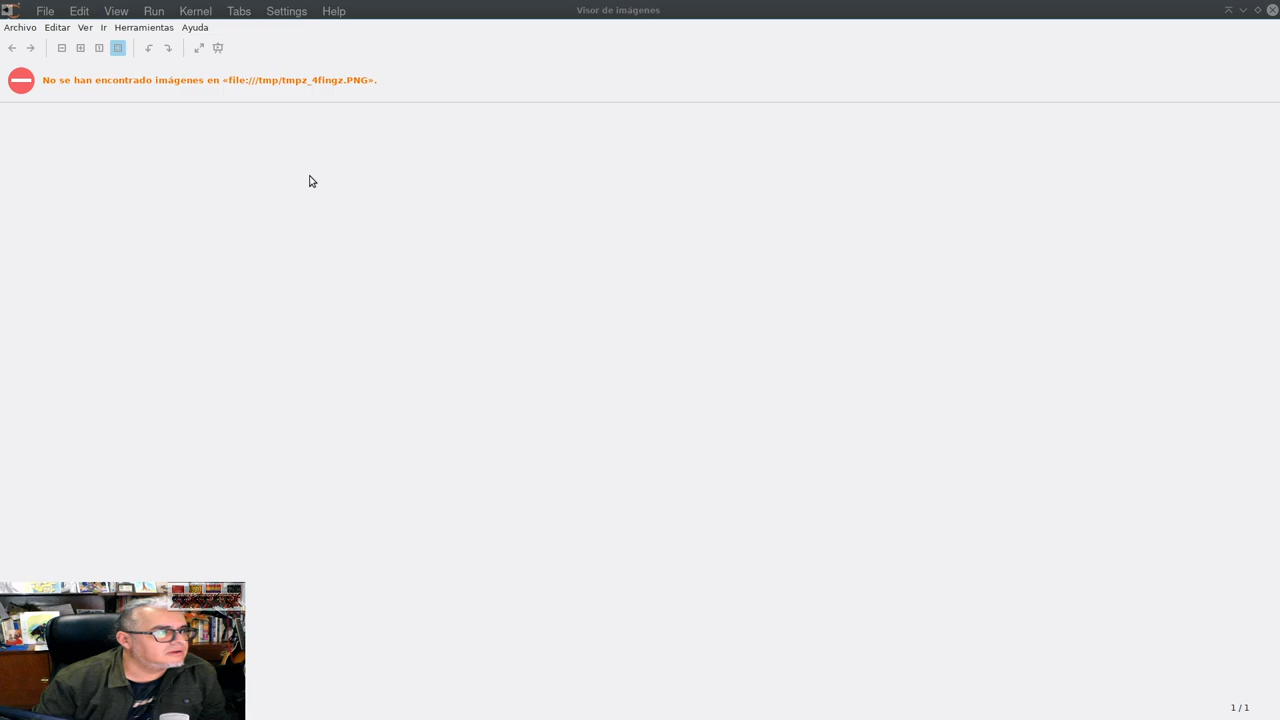 File Edit View Run Kernel Tabs Settings Help
Visor de imágenes
Archivo Editar Ver Ir Herramientas Ayuda
No se han encontrado imágenes en «file:///tmp/tmpz_4fingz.PNG».
1 / 1